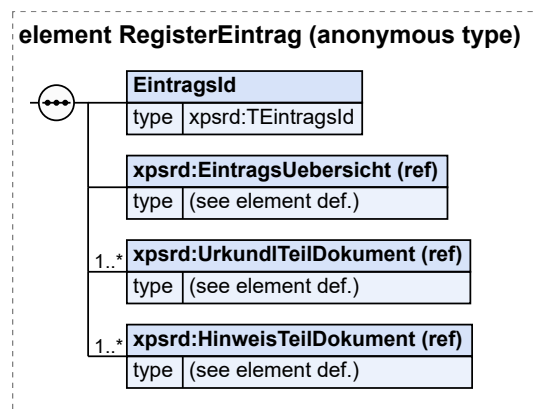 element RegisterEintrag (anonymous type)
EintragsId
type xpsrd:TEintragsId
xpsrd:EintragsUebersicht (ref)
type (see element def.)
1..* xpsrd:UrkundlTeilDokument (ref)
type (see element def.)
1..* xpsrd:HinweisTeilDokument (ref)
type (see element def.)